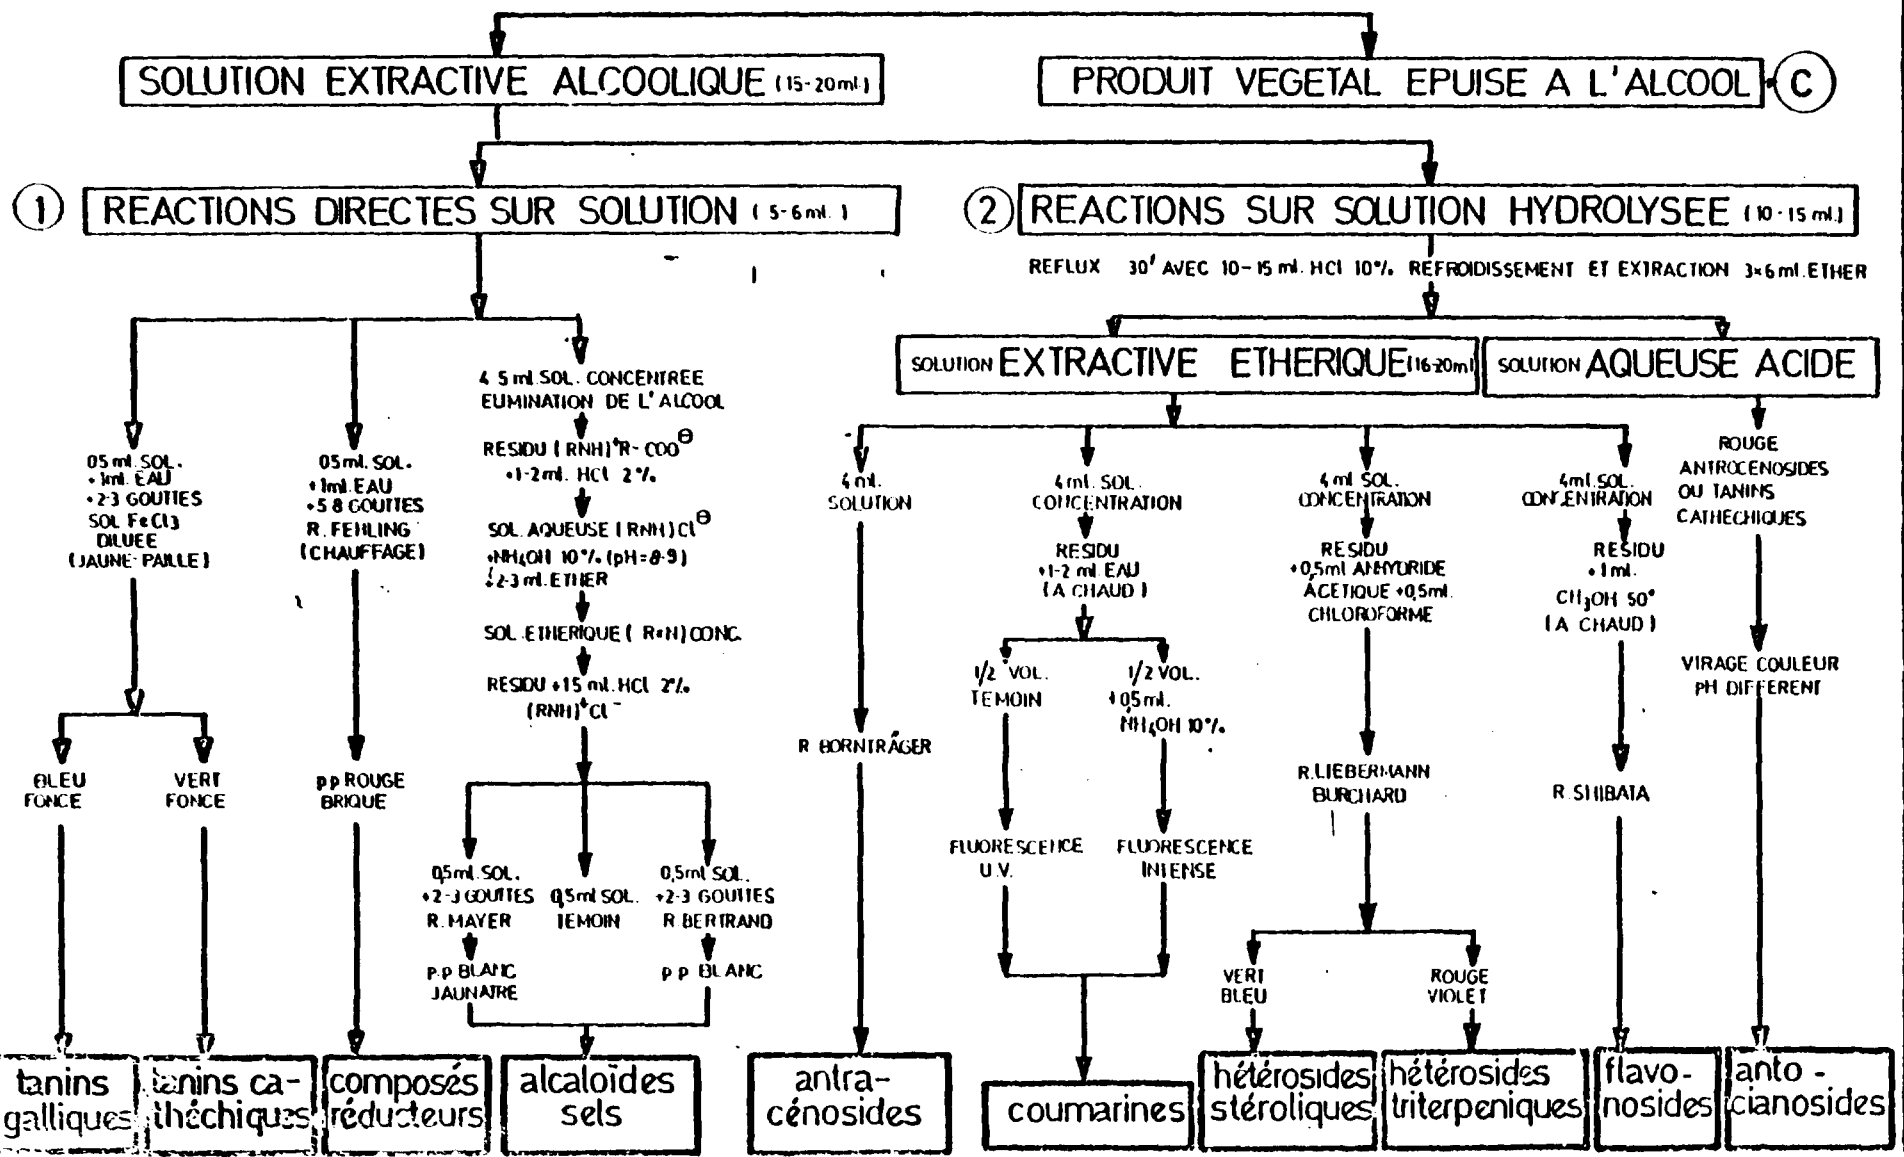 SOLUTION EXTRACTIVE ALCOOLIQUE (15-20ml.)
PRODUIT VEGETAL EPUISE A L'ALCOOL
C
1
REACTIONS DIRECTES SUR SOLUTION (5-6ml.)
2
REACTIONS SUR SOLUTION HYDROLYSEE (10-15 ml.)
REFLUX 30' AVEC 10-15 ml. HCl 10% REFROIDISSEMENT ET EXTRACTION 3×6ml. ETHER
SOLUTION EXTRACTIVE ETHERIQUE (16-20ml
SOLUTION AQUEUSE ACIDE
05 ml. SOL.
+1ml. EAU
+2-3 GOUTTES
SOL FeCl3
DILUEE
(JAUNE-PAILLE)
BLEU
FONCE
VERT
FONCE
05ml. SOL.
+1ml. EAU
+5 8 GOUTTES
R. FEHLING
(CHAUFFAGE)
pp ROUGE
BRIQUE
4 5 ml. SOL. CONCENTREE
ELIMINATION DE L'ALCOOL
RESIDU (RNH)+R-COO⊖
+1-2ml. HCl 2%
SOL. AQUEUSE (RNH)Cl⊖
+NH4OH 10% (pH=8-9)
+2-3 ml. ETHER
SOL. ETHERIQUE ( R≡N) CONC.
RESIDU +15 ml. HCl 2%
(RNH)+Cl-
0,5ml. SOL.
+2-3 GOUTTES
R. MAYER
0,5ml SOL.
TEMOIN
0,5ml SOL.
+2-3 GOUTTES
R. BERTRAND
p.p BLANC
JAUNATRE
p p BLANC
4 ml.
SOLUTION
R BORNTRÄGER
4 ml. SOL.
CONCENTRATION
RESIDU
+1-2 ml. EAU
(A CHAUD)
1/2 VOL.
TEMOIN
1/2 VOL.
+05ml.
NH4OH 10%
FLUORESCENCE
U.V.
FLUORESCENCE
INTENSE
4 ml SOL.
CONCENTRATION
RESIDU
+0,5ml ANHYDRIDE
ACETIQUE +0,5ml.
CHLOROFORME
R. LIEBERMANN
BURCHARD
VERT
BLEU
ROUGE
VIOLET
4ml. SOL.
CONCENTRATION
RESIDU
+1ml.
CH3OH 50°
(A CHAUD)
R. SHIBATA
ROUGE
ANTROCENOSIDES
OU TANINS
CATHECHIQUES
VIRAGE COULEUR
PH DIFFERENT
tanins
galliques
tanins ca-
théchiques
composés
réducteurs
alcaloïdes
sels
antra-
cénosides
coumarines
hétérosides
stéroliques
hétérosides
triterpeniques
flavo-
nosides
anto-
cianosides